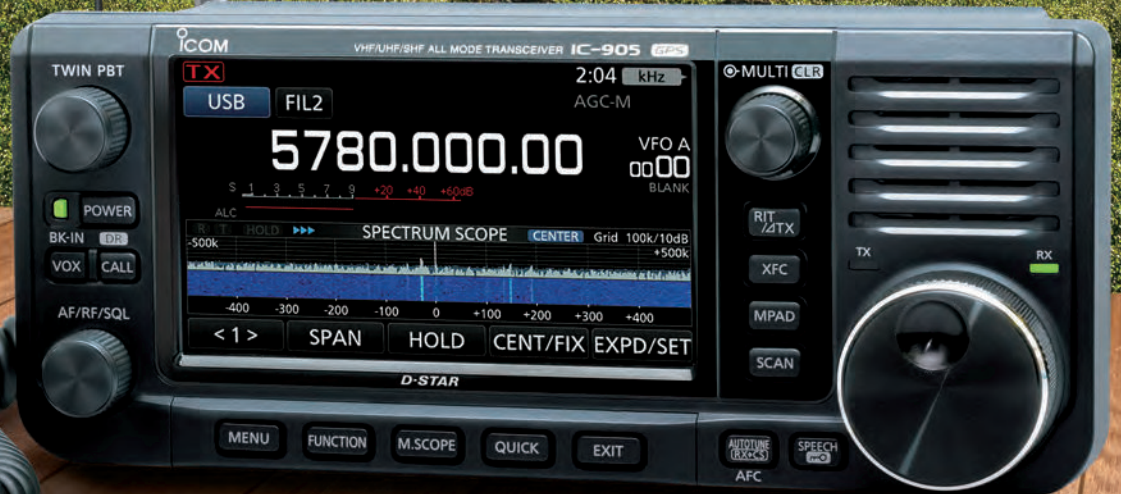 ICOM
VHF/UHF/SHF ALL MODE TRANSCEIVER IC-905 GPS
TWIN PBT
TX
2:04 kHz
USB FIL2
AGC-M
5780.000.00
VFO A
00
BLANK
S 1 3 5 7 9 +20 +40 +60dB
ALC
R T HOLD SPECTRUM SCOPE CENTER Grid 100k/10dB
-500k +500k
-400 -300 -200 -100 0 +100 +200 +300 +400
<1> SPAN HOLD CENT/FIX EXPD/SET
D-STAR
POWER
BK-IN DR
VOX CALL
AF/RF/SQL
MENU FUNCTION M.SCOPE QUICK EXIT
MULTI CLR
RIT
/⊿TX
XFC
MPAD
SCAN
TX RX
AUTOTUNE
(RX→CS)
AFC
SPEECH